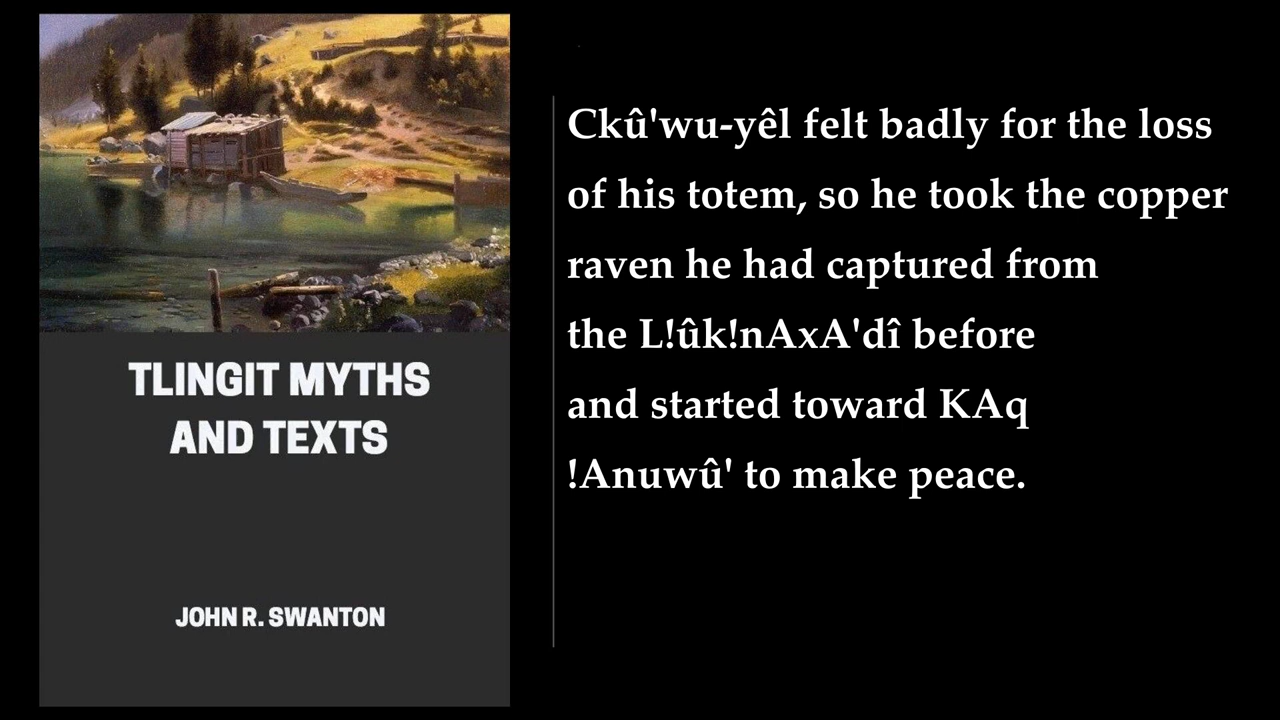 TLINGIT MYTHS
AND TEXTS
JOHN R. SWANTON
Ckû'wu-yêl felt badly for the loss
of his totem, so he took the copper
raven he had captured from
the L!ûk!nAxA'dî before
and started toward KAq
!Anuwû' to make peace.